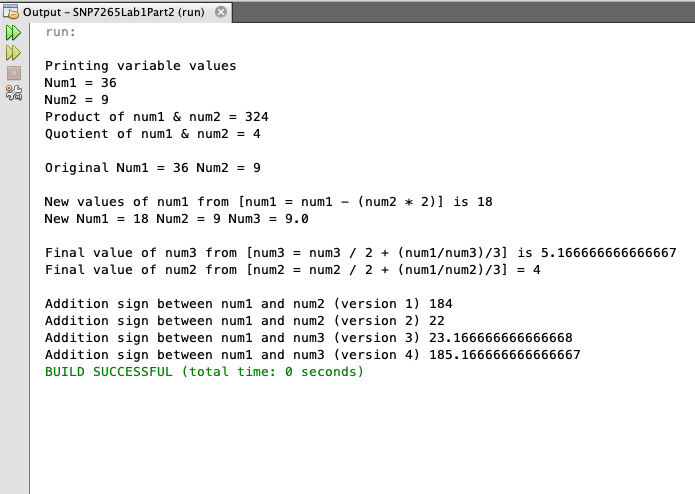 Output – SNP7265Lab1Part2 (run)
run:
Printing variable values
Num1 = 36
Num2 = 9
Product of num1 & num2 = 324
Quotient of num1 & num2 = 4
Original Num1 = 36 Num2 = 9
New values of num1 from [num1 = num1 – (num2 * 2)] is 18
New Num1 = 18 Num2 = 9 Num3 = 9.0
Final value of num3 from [num3 = num3 / 2 + (num1/num3)/3] is 5.166666666666667
Final value of num2 from [num2 = num2 / 2 + (num1/num2)/3] = 4
Addition sign between num1 and num2 (version 1) 184
Addition sign between num1 and num2 (version 2) 22
Addition sign between num1 and num3 (version 3) 23.166666666666668
Addition sign between num1 and num3 (version 4) 185.166666666666667
BUILD SUCCESSFUL (total time: 0 seconds)